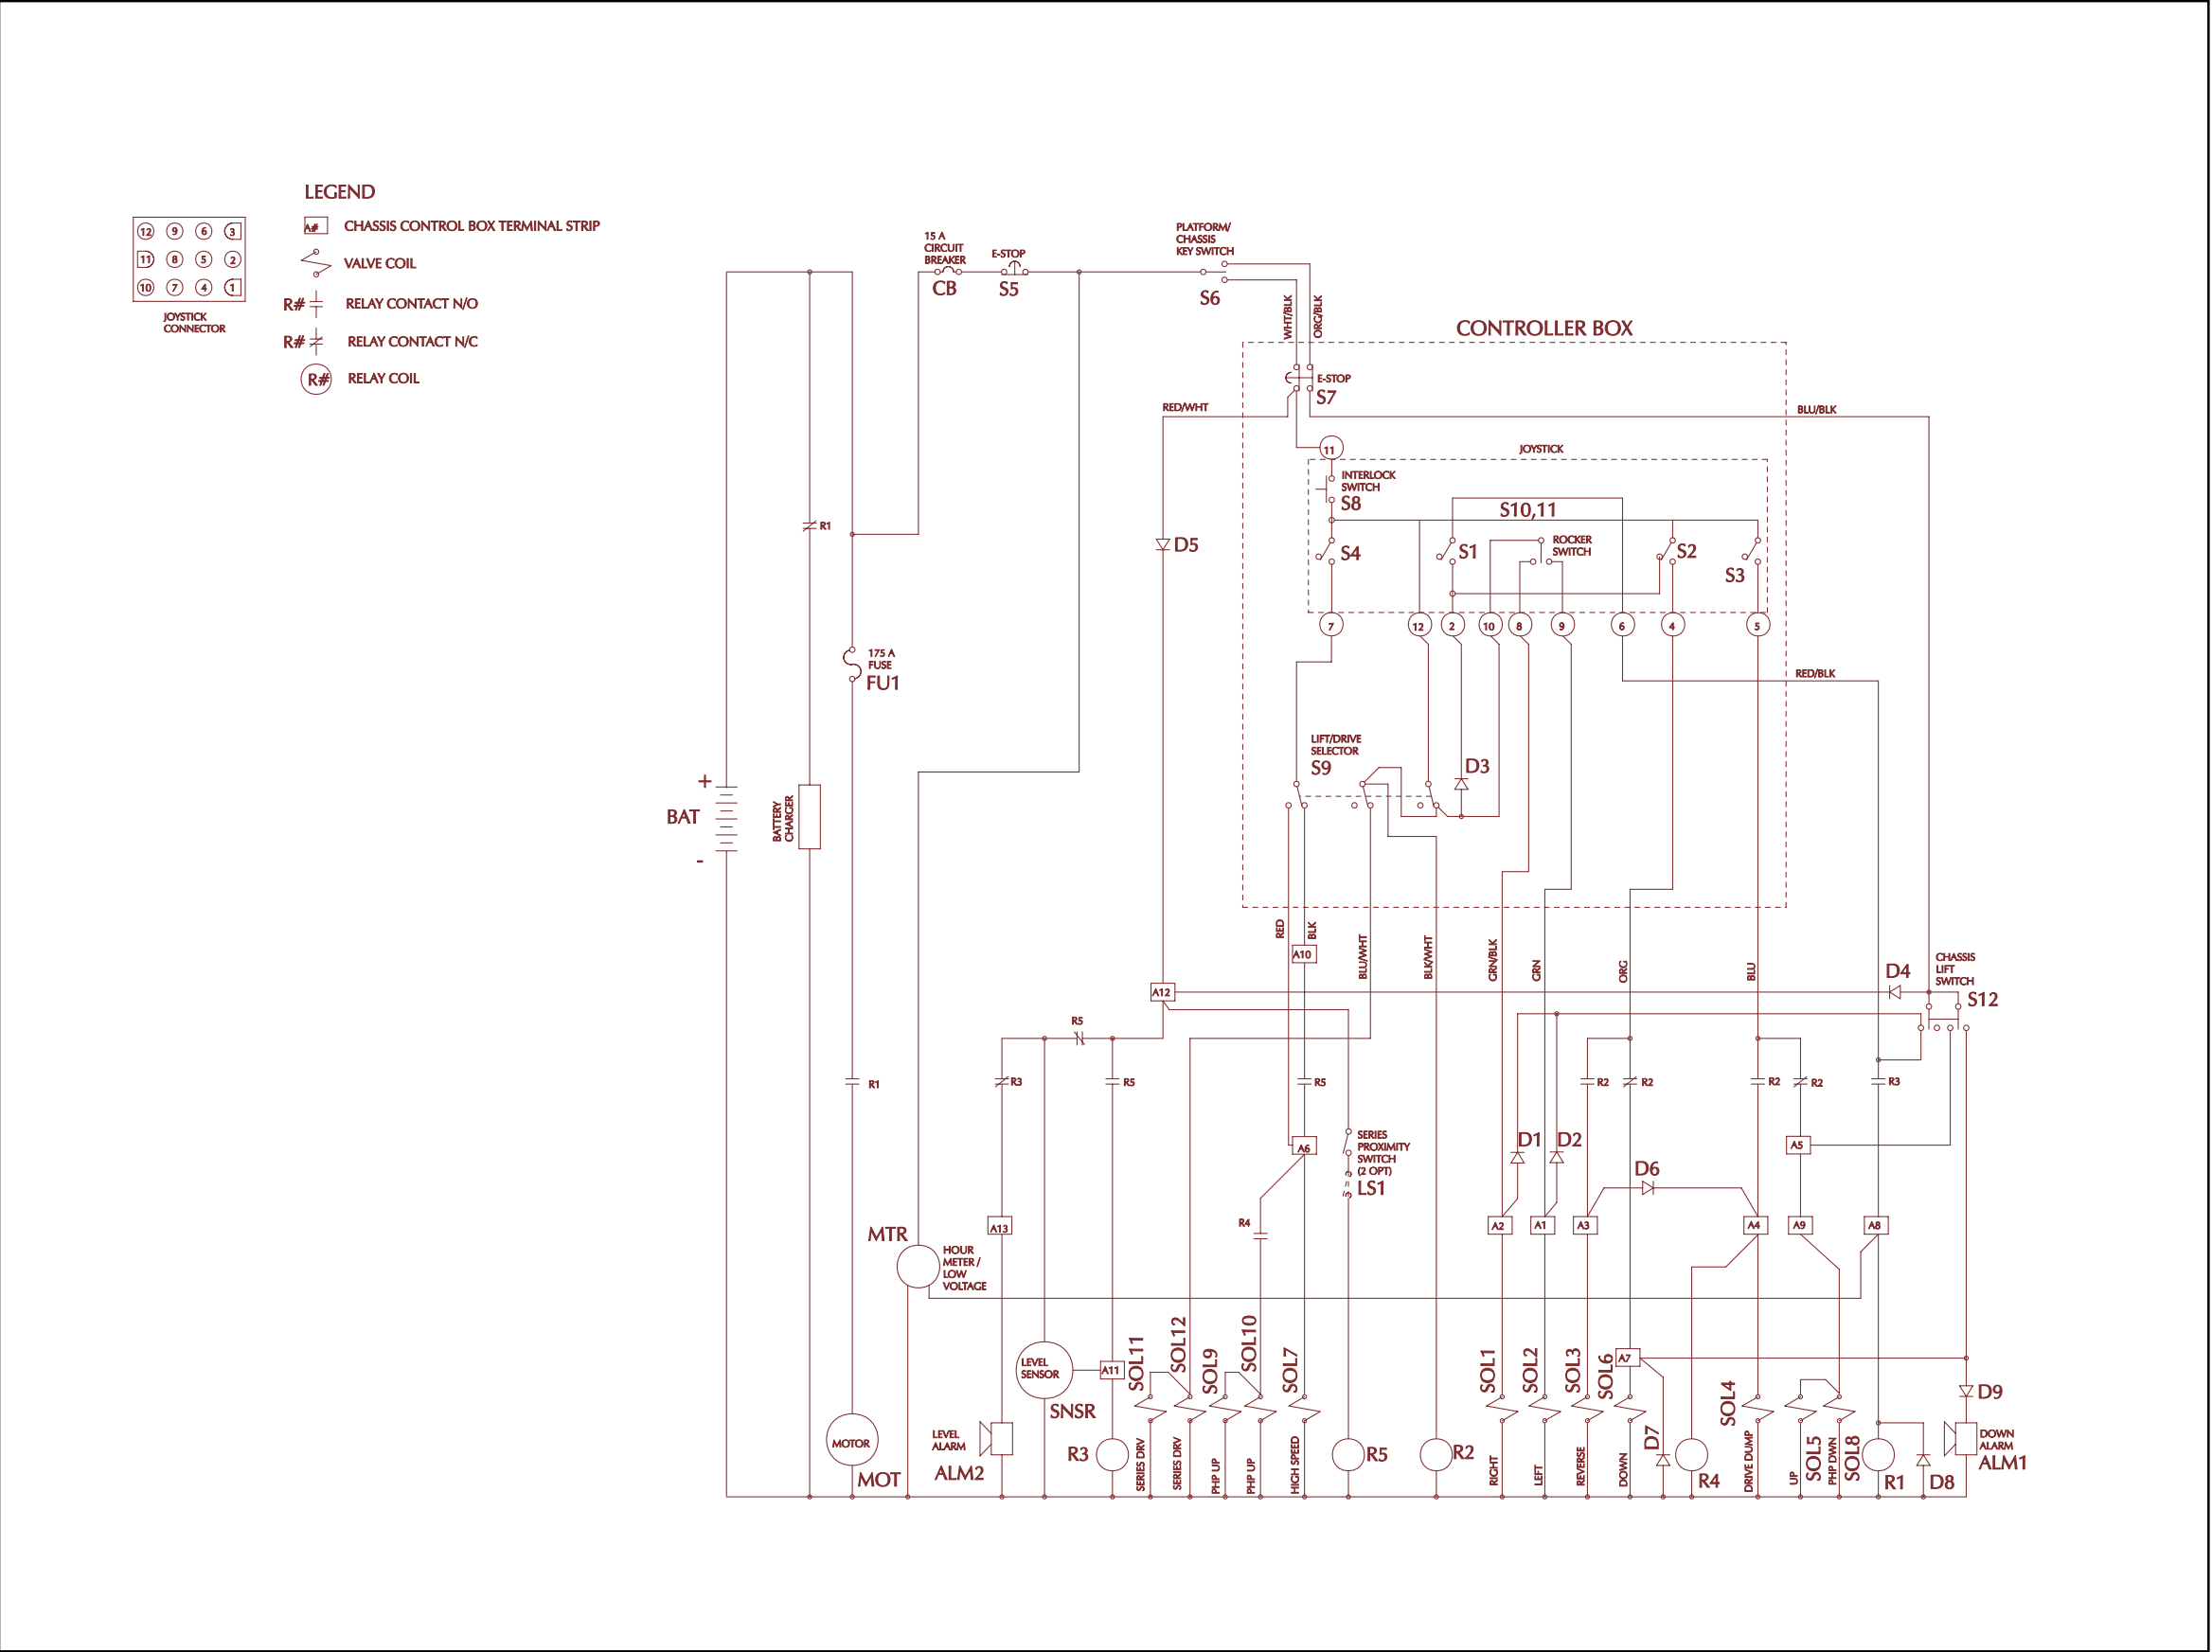 LEGEND
A# CHASSIS CONTROL BOX TERMINAL STRIP
VALVE COIL
R# RELAY CONTACT N/O
R# RELAY CONTACT N/C
R# RELAY COIL
12 9 6 3
11 8 5 2
10 7 4 1
JOYSTICK
CONNECTOR
15 A
CIRCUIT
BREAKER
CB
E-STOP
S5
PLATFORM/
CHASSIS
KEY SWITCH
S6
WHT/BLK
ORG/BLK
CONTROLLER BOX
E-STOP
S7
RED/WHT
BLU/BLK
11
JOYSTICK
INTERLOCK
SWITCH
S8
S10,11
R1
D5
S4
S1
ROCKER
SWITCH
S2
S3
7 12 2 10 8 9 6 4 5
175 A
FUSE
FU1
RED/BLK
LIFT/DRIVE
SELECTOR
S9
D3
+
BAT
-
BATTERY
CHARGER
RED
BLK
BLU/WHT
BLK/WHT
GRN/BLK
GRN
ORG
BLU
A10
A12
D4
CHASSIS
LIFT
SWITCH
S12
R5
R1
R3
R5
R5
R2
R2
R2
R2
R3
A6
SERIES
PROXIMITY
SWITCH
(2 OPT)
LS1
D1
D2
D6
A5
R4
A13
A2
A1
A3
A4
A9
A8
MTR
HOUR
METER /
LOW
VOLTAGE
LEVEL
SENSOR
SNSR
A11
A7
SOL11
SOL12
SOL9
SOL10
SOL7
SOL1
SOL2
SOL3
SOL6
SOL4
SOL5
SOL8
D9
MOTOR
MOT
LEVEL
ALARM
ALM2
R3
SERIES DRV
SERIES DRV
PHP UP
PHP UP
HIGH SPEED
R5
R2
RIGHT
LEFT
REVERSE
DOWN
D7
R4
DRIVE DUMP
UP
PHP DWN
R1
D8
DOWN
ALARM
ALM1